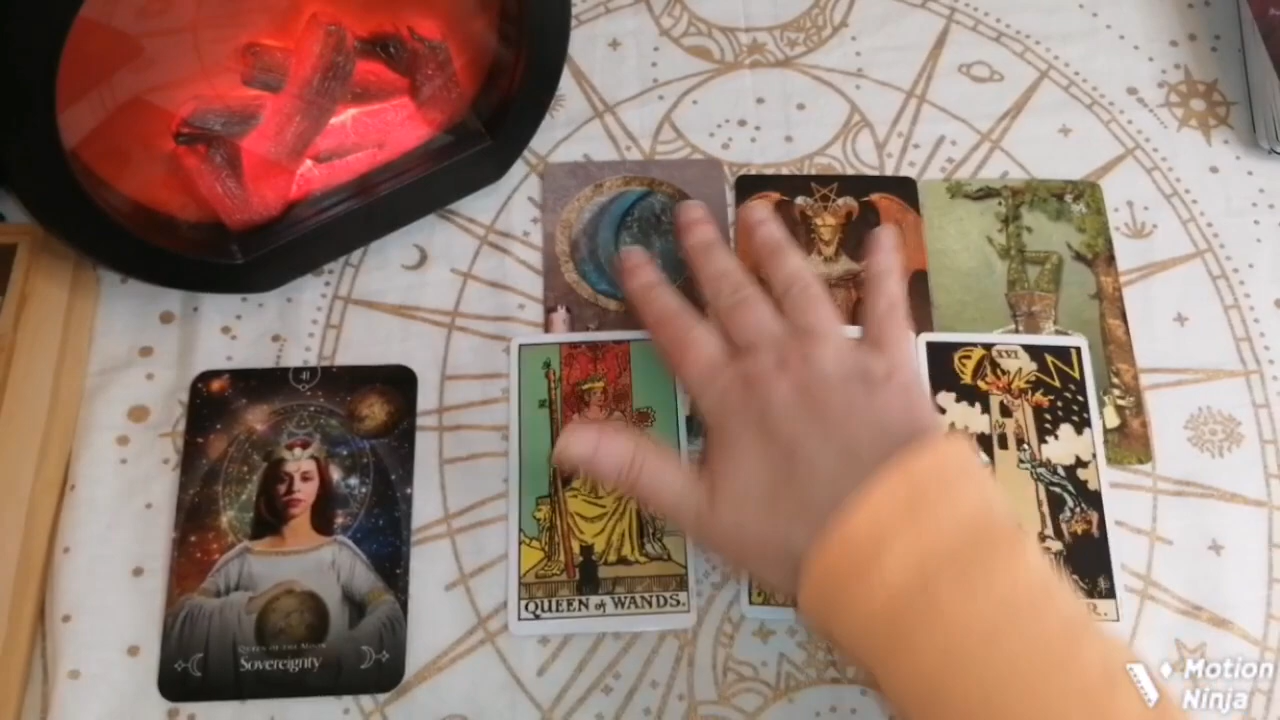 41
XVI
QUEEN of WANDS.
QUEEN OF THE MOON
Sovereignty
R.
Motion
Ninja